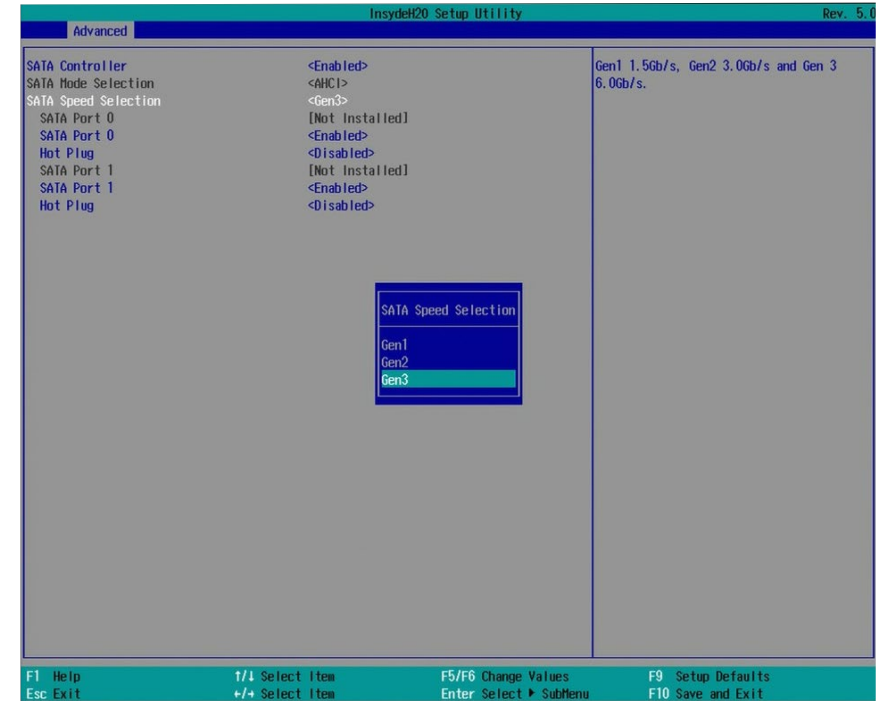 InsydeH20 Setup Utility Rev. 5.0
Advanced
SATA Controller <Enabled> Gen1 1.5Gb/s, Gen2 3.0Gb/s and Gen 3
SATA Mode Selection <AHCI> 6.0Gb/s.
SATA Speed Selection <Gen3>
SATA Port 0 [Not Installed]
SATA Port 0 <Enabled>
Hot Plug <Disabled>
SATA Port 1 [Not Installed]
SATA Port 1 <Enabled>
Hot Plug <Disabled>
SATA Speed Selection
Gen1
Gen2
Gen3
F1 Help ↑/↓ Select Item F5/F6 Change Values F9 Setup Defaults
Esc Exit ←/→ Select Item Enter Select ▶ SubMenu F10 Save and Exit